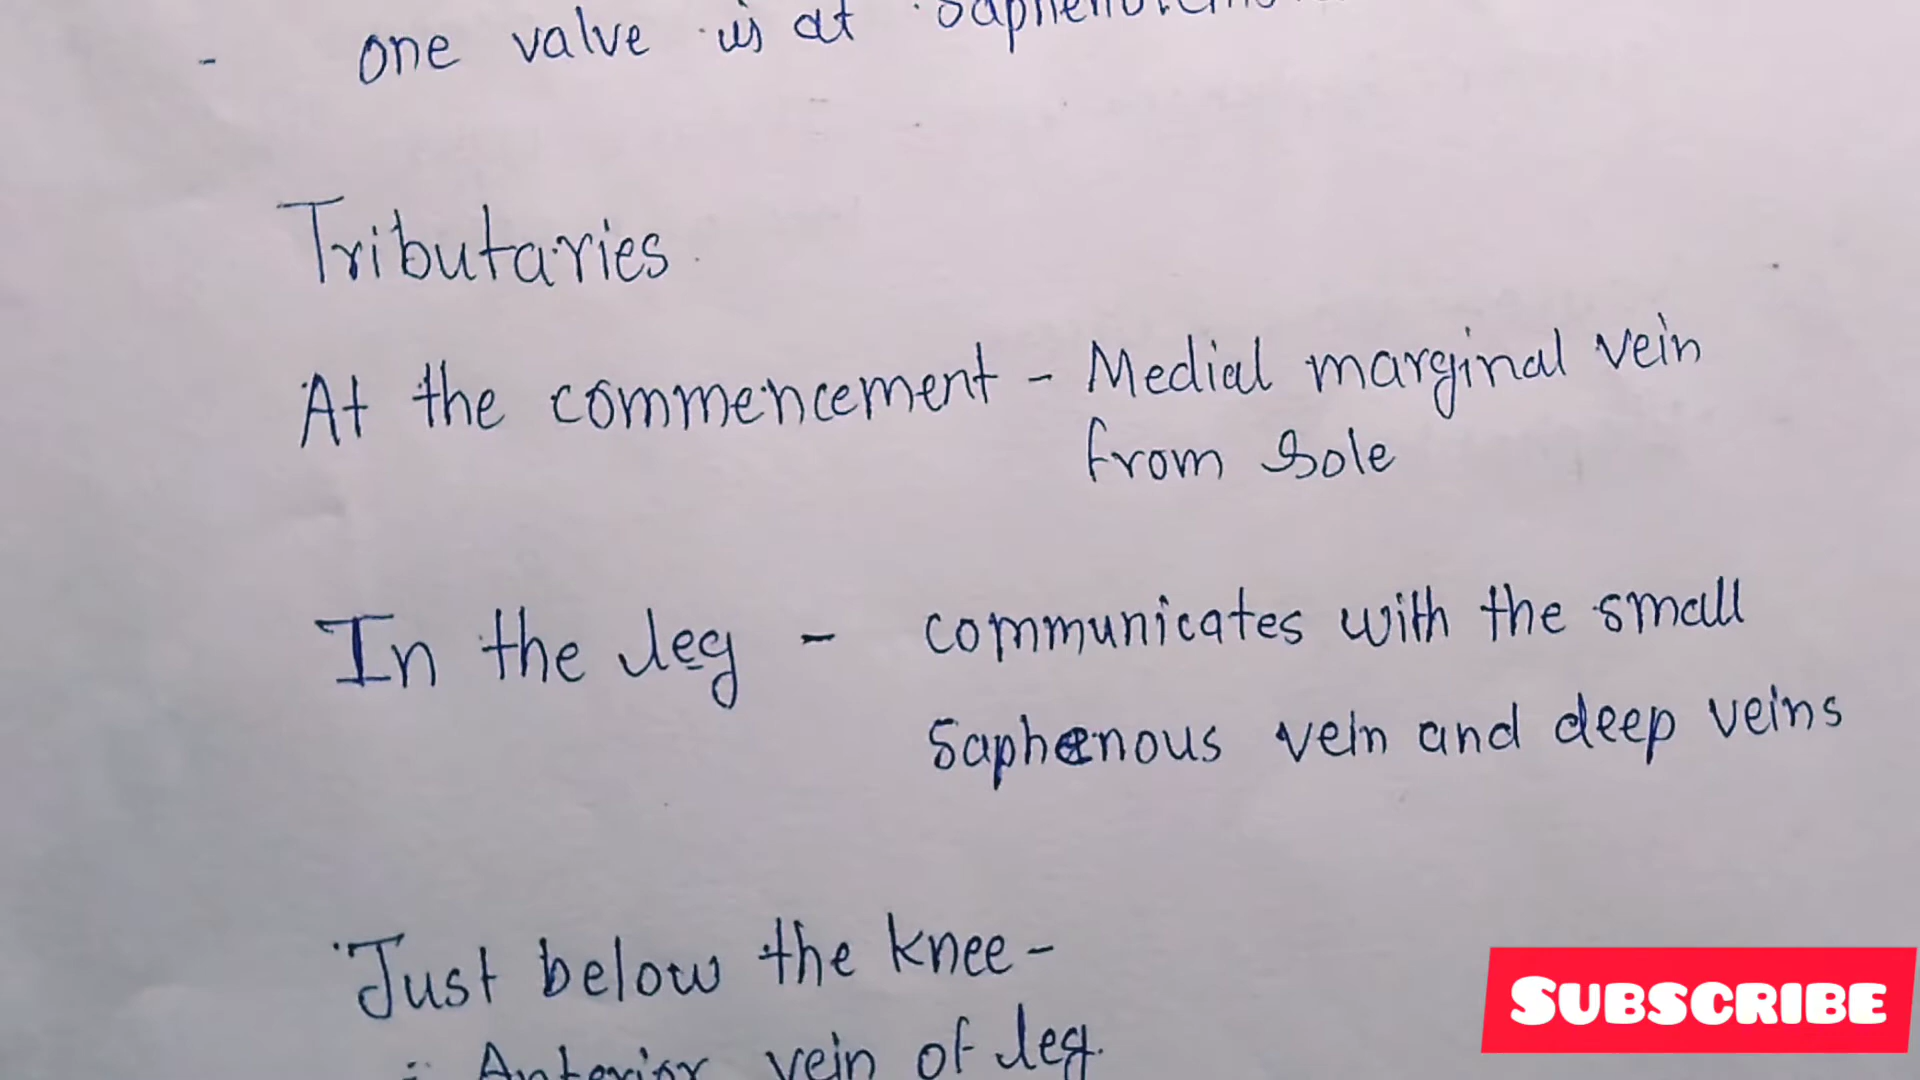 - one valve is at
Tributaries
At the commencement - Medial marginal vein
from sole
In the leg - communicates with the small
saphenous vein and deep veins
Just below the knee -
Anterior vein of leg.
SUBSCRIBE